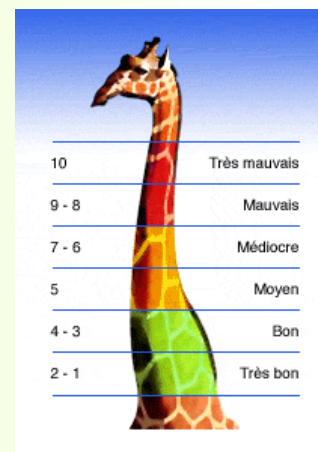 10 Très mauvais
9 - 8 Mauvais
7 - 6 Médiocre
5 Moyen
4 - 3 Bon
2 - 1 Très bon